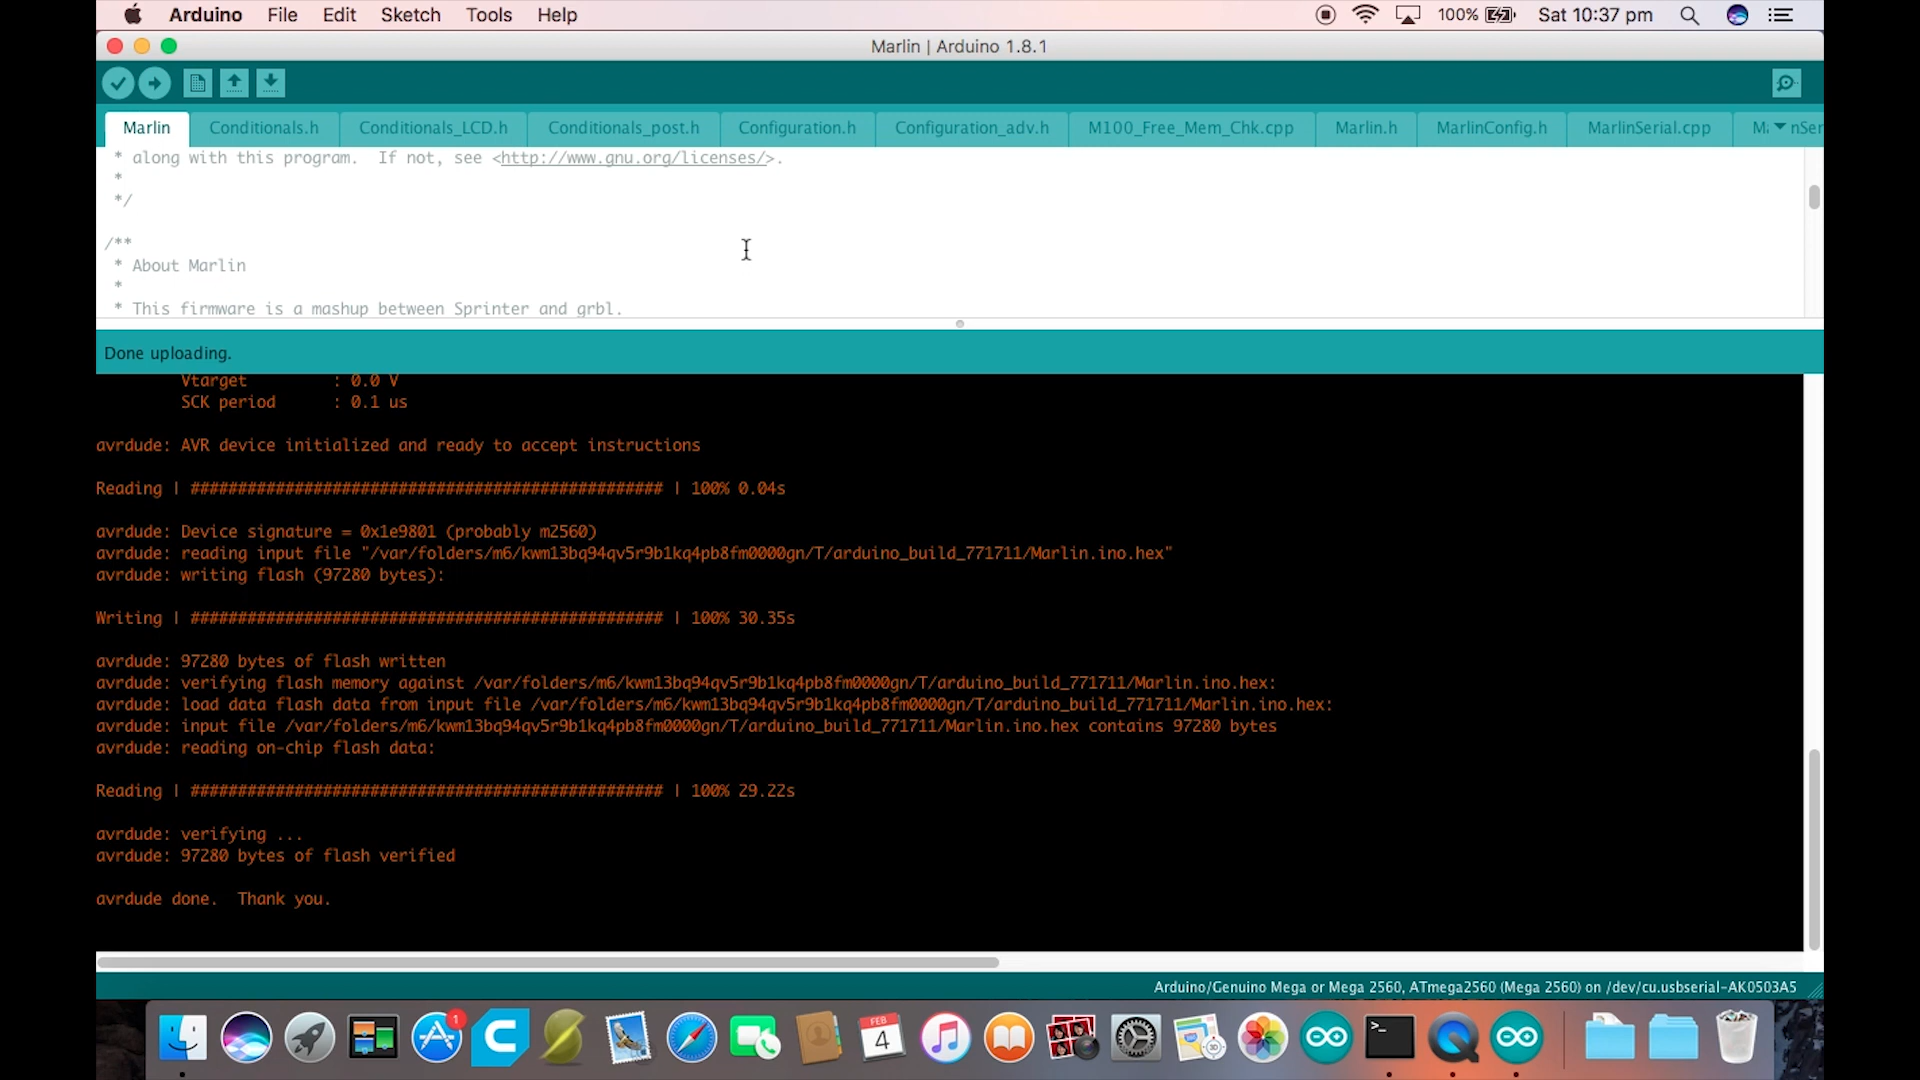 Arduino File Edit Sketch Tools Help 100% Sat 10:37 pm
Marlin | Arduino 1.8.1
Marlin Conditionals.h Conditionals_LCD.h Conditionals_post.h Configuration.h Configuration_adv.h M100_Free_Mem_Chk.cpp Marlin.h MarlinConfig.h MarlinSerial.cpp
* along with this program.  If not, see <http://www.gnu.org/licenses/>.
*
*/
/**
* About Marlin
*
* This firmware is a mashup between Sprinter and grbl.
Done uploading.
Vtarget : 0.0 V
SCK period : 0.1 us
avrdude: AVR device initialized and ready to accept instructions
Reading | ################################################## | 100% 0.04s
avrdude: Device signature = 0x1e9801 (probably m2560)
avrdude: reading input file "/var/folders/m6/kwm13bq94qv5r9b1kq4pb8fm0000gn/T/arduino_build_771711/Marlin.ino.hex"
avrdude: writing flash (97280 bytes):
Writing | ################################################## | 100% 30.35s
avrdude: 97280 bytes of flash written
avrdude: verifying flash memory against /var/folders/m6/kwm13bq94qv5r9b1kq4pb8fm0000gn/T/arduino_build_771711/Marlin.ino.hex:
avrdude: load data flash data from input file /var/folders/m6/kwm13bq94qv5r9b1kq4pb8fm0000gn/T/arduino_build_771711/Marlin.ino.hex:
avrdude: input file /var/folders/m6/kwm13bq94qv5r9b1kq4pb8fm0000gn/T/arduino_build_771711/Marlin.ino.hex contains 97280 bytes
avrdude: reading on-chip flash data:
Reading | ################################################## | 100% 29.22s
avrdude: verifying ...
avrdude: 97280 bytes of flash verified
avrdude done.  Thank you.
Arduino/Genuino Mega or Mega 2560, ATmega2560 (Mega 2560) on /dev/cu.usbserial-AK0503A5
1
FEB
4